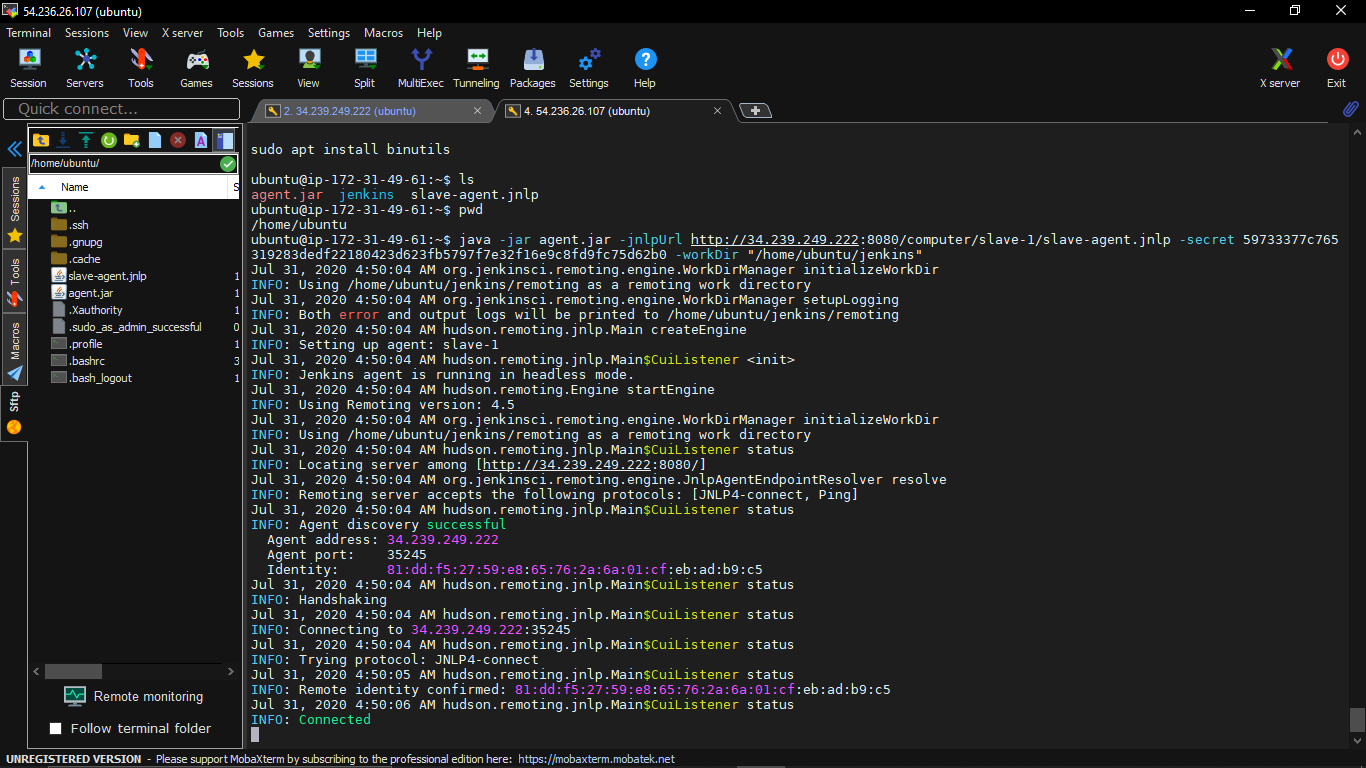 54.236.26.107 (ubuntu)
Terminal Sessions View X server Tools Games Settings Macros Help
Session Servers Tools Games Sessions View Split MultiExec Tunneling Packages Settings Help X server Exit
Quick connect...
2. 34.239.249.222 (ubuntu)
4. 54.236.26.107 (ubuntu)
/home/ubuntu/
Name S
..
.ssh
.gnupg
.cache
slave-agent.jnlp 1
agent.jar 1
.Xauthority 1
.sudo_as_admin_successful 0
.profile 1
.bashrc 3
.bash_logout 1
Sessions
Tools
Macros
Sftp
Remote monitoring
Follow terminal folder
sudo apt install binutils
ubuntu@ip-172-31-49-61:~$ ls
agent.jar jenkins slave-agent.jnlp
ubuntu@ip-172-31-49-61:~$ pwd
/home/ubuntu
ubuntu@ip-172-31-49-61:~$ java -jar agent.jar -jnlpUrl http://34.239.249.222:8080/computer/slave-1/slave-agent.jnlp -secret 59733377c765
319283dedf22180423d623fb5797f7e32f16e9c8fd9fc75d62b0 -workDir "/home/ubuntu/jenkins"
Jul 31, 2020 4:50:04 AM org.jenkinsci.remoting.engine.WorkDirManager initializeWorkDir
INFO: Using /home/ubuntu/jenkins/remoting as a remoting work directory
Jul 31, 2020 4:50:04 AM org.jenkinsci.remoting.engine.WorkDirManager setupLogging
INFO: Both error and output logs will be printed to /home/ubuntu/jenkins/remoting
Jul 31, 2020 4:50:04 AM hudson.remoting.jnlp.Main createEngine
INFO: Setting up agent: slave-1
Jul 31, 2020 4:50:04 AM hudson.remoting.jnlp.Main$CuiListener <init>
INFO: Jenkins agent is running in headless mode.
Jul 31, 2020 4:50:04 AM hudson.remoting.Engine startEngine
INFO: Using Remoting version: 4.5
Jul 31, 2020 4:50:04 AM org.jenkinsci.remoting.engine.WorkDirManager initializeWorkDir
INFO: Using /home/ubuntu/jenkins/remoting as a remoting work directory
Jul 31, 2020 4:50:04 AM hudson.remoting.jnlp.Main$CuiListener status
INFO: Locating server among [http://34.239.249.222:8080/]
Jul 31, 2020 4:50:04 AM org.jenkinsci.remoting.engine.JnlpAgentEndpointResolver resolve
INFO: Remoting server accepts the following protocols: [JNLP4-connect, Ping]
Jul 31, 2020 4:50:04 AM hudson.remoting.jnlp.Main$CuiListener status
INFO: Agent discovery successful
Agent address: 34.239.249.222
Agent port: 35245
Identity: 81:dd:f5:27:59:e8:65:76:2a:6a:01:cf:eb:ad:b9:c5
Jul 31, 2020 4:50:04 AM hudson.remoting.jnlp.Main$CuiListener status
INFO: Handshaking
Jul 31, 2020 4:50:04 AM hudson.remoting.jnlp.Main$CuiListener status
INFO: Connecting to 34.239.249.222:35245
Jul 31, 2020 4:50:04 AM hudson.remoting.jnlp.Main$CuiListener status
INFO: Trying protocol: JNLP4-connect
Jul 31, 2020 4:50:05 AM hudson.remoting.jnlp.Main$CuiListener status
INFO: Remote identity confirmed: 81:dd:f5:27:59:e8:65:76:2a:6a:01:cf:eb:ad:b9:c5
Jul 31, 2020 4:50:06 AM hudson.remoting.jnlp.Main$CuiListener status
INFO: Connected
UNREGISTERED VERSION - Please support MobaXterm by subscribing to the professional edition here: https://mobaxterm.mobatek.net